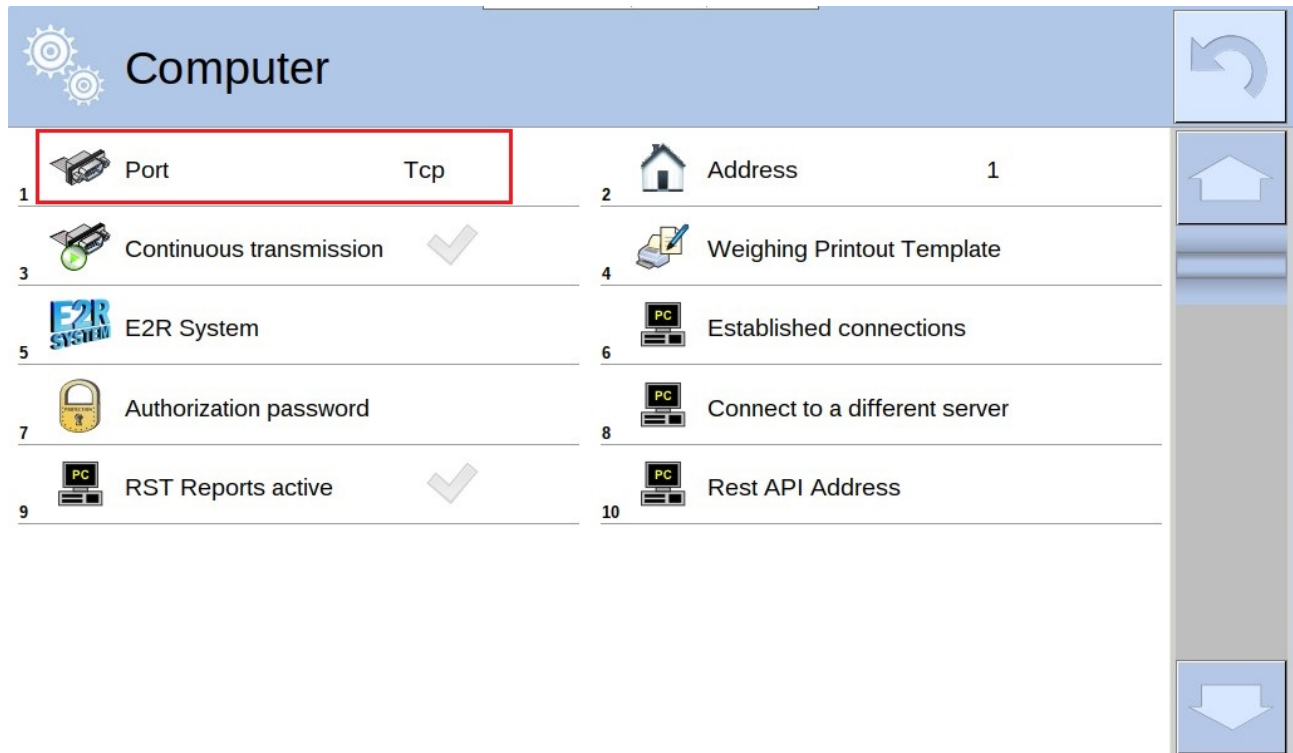 Computer
1 Port Tcp
2 Address 1
3 Continuous transmission
4 Weighing Printout Template
5 E2R SYSTEM E2R System
6 PC Established connections
7 Authorization password
8 PC Connect to a different server
9 PC RST Reports active
10 PC Rest API Address